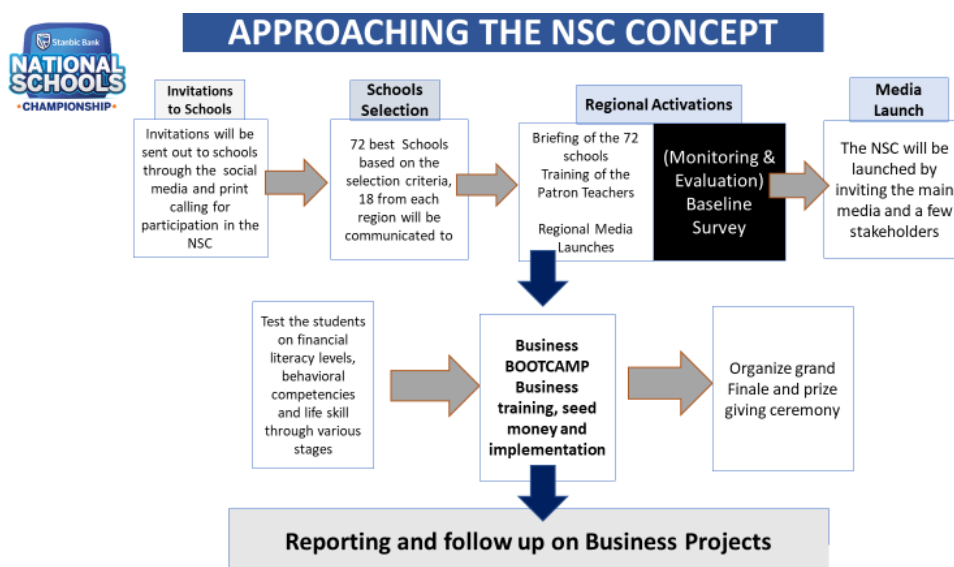 APPROACHING THE NSC CONCEPT
Stanbic Bank
NATIONAL
SCHOOLS
• CHAMPIONSHIP •
Invitations
to Schools
Invitations will be
sent out to schools
through the social
media and print
calling for
participation in the
NSC
Schools
Selection
72 best Schools
based on the
selection criteria,
18 from each
region will be
communicated to
Regional Activations
Briefing of the 72
schools
Training of the
Patron Teachers
Regional Media
Launches
(Monitoring &
Evaluation)
Baseline
Survey
Media
Launch
The NSC will be
launched by
inviting the main
media and a few
stakeholders
Test the students
on financial
literacy levels,
behavioral
competencies
and life skill
through various
stages
Business
BOOTCAMP
Business
training, seed
money and
implementation
Organize grand
Finale and prize
giving ceremony
Reporting and follow up on Business Projects